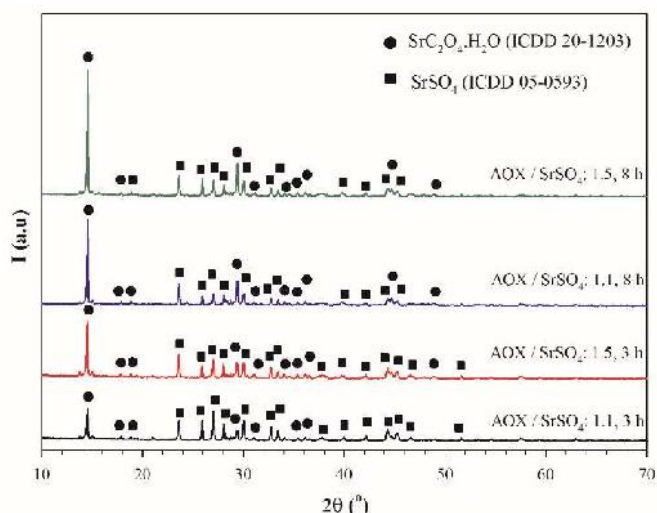 ● SrC₂O₄.H₂O (ICDD 20-1203)
■ SrSO₄ (ICDD 05-0593)
AOX / SrSO₄: 1.5, 8 h
AOX / SrSO₄: 1.1, 8 h
AOX / SrSO₄: 1.5, 3 h
AOX / SrSO₄: 1.1, 3 h
I (a.u)
10 20 30 40 50 60 70
2θ (°)